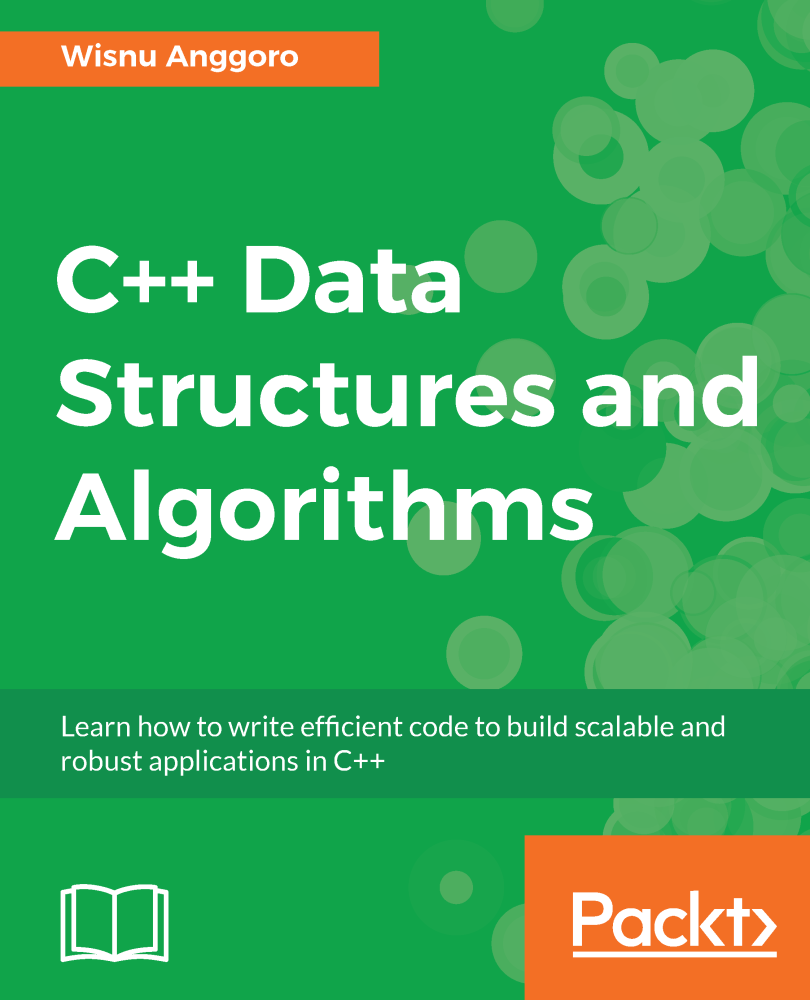 Wisnu Anggoro
C++ Data
Structures and
Algorithms
Learn how to write efficient code to build scalable and
robust applications in C++
Packt